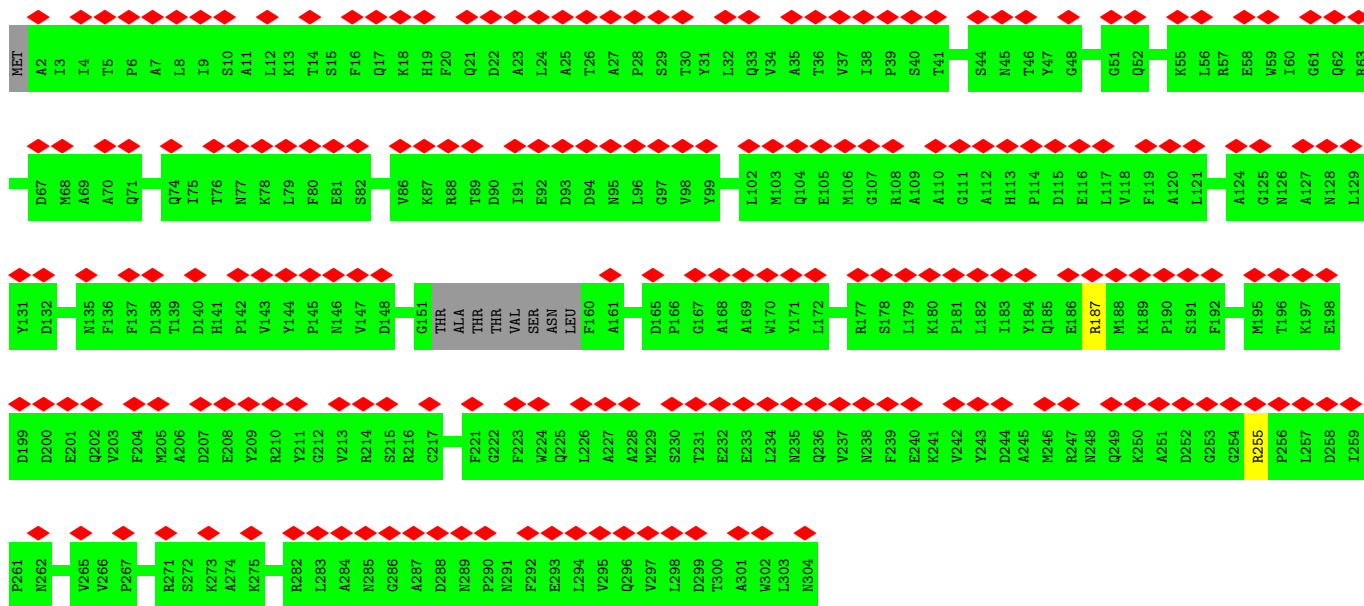 MET A2 I3 I4 T5 P6 A7 L8 I9 S10 A11 L12 K13 T14 S15 F16 Q17 K18 H19 F20 Q21 D22 A23 L24 A25 T26 A27 P28 S29 T30 Y31 L32 Q33 V34 A35 T36 V37 I38 P39 S40 T41 S44 N45 T46 Y47 G48 G51 Q52 K55 L56 R57 E58 W59 I60 G61 Q62 R63
D67 M68 A69 A70 Q71 Q74 I75 T76 N77 K78 L79 F80 E81 S82 V86 K87 R88 T89 D90 I91 E92 D93 D94 N95 L96 G97 V98 Y99 L102 M103 Q104 E105 M106 G107 R108 A109 A110 G111 A112 H113 P114 D115 E116 L117 V118 F119 A120 L121 A124 G125 N126 A127 N128 L129
Y131 D132 N135 F136 F137 D138 T139 D140 H141 P142 V143 Y144 P145 N146 V147 D148 G151 THR ALA THR THR VAL SER ASN LEU F160 A161 D165 P166 G167 A168 A169 W170 Y171 L172 R177 S178 L179 K180 P181 L182 I183 Y184 Q185 E186 R187 M188 K189 P190 S191 F192 M195 T196 K197 E198
D199 D200 E201 Q202 V203 F204 M205 A206 D207 E208 Y209 R210 Y211 G212 V213 R214 S215 R216 C217 F221 G222 F223 W224 Q225 L226 A227 A228 M229 S230 T231 E232 E233 L234 N235 Q236 V237 N238 F239 E240 K241 V242 Y243 D244 A245 M246 R247 N248 Q249 K250 A251 D252 G253 G254 R255 P256 L257 D258 I259
P261 N262 V265 V266 P267 R271 S272 K273 A274 K275 R282 L283 A284 N285 G286 A287 D288 N289 P290 N291 F292 E293 L294 V295 Q296 V297 L298 D299 T300 A301 W302 L303 N304